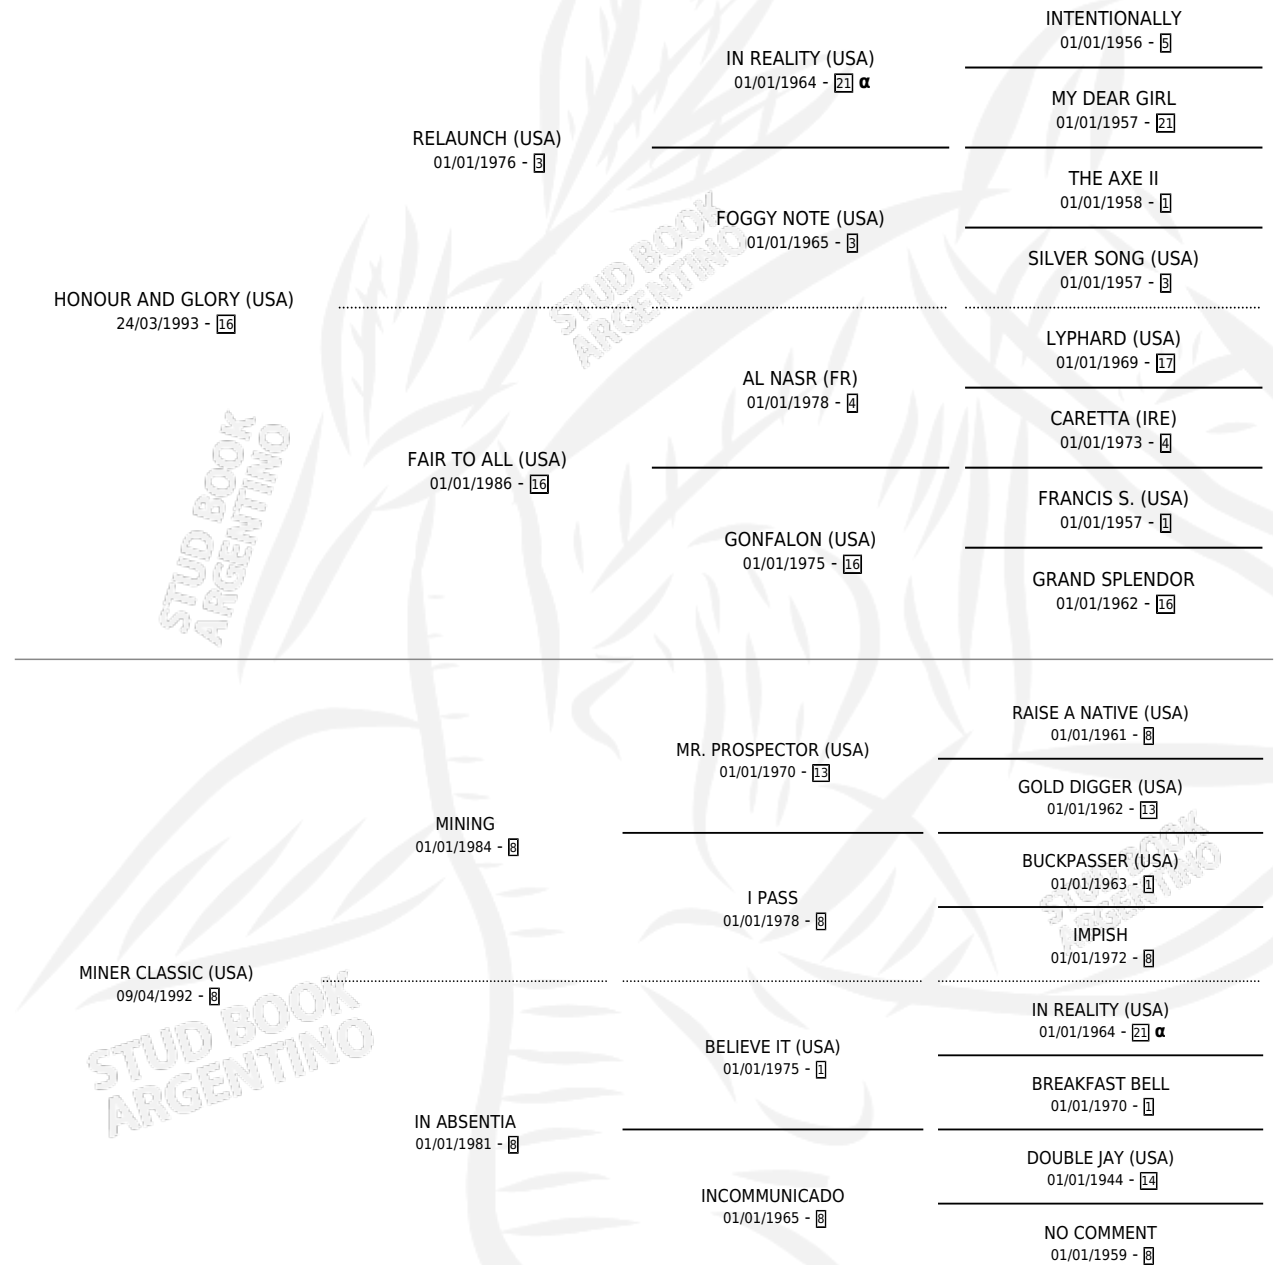 INTENTIONALLY
01/01/1956 - 5
IN REALITY (USA)
01/01/1964 - 21 α
MY DEAR GIRL
01/01/1957 - 21
RELAUNCH (USA)
01/01/1976 - 3
THE AXE II
01/01/1958 - 1
FOGGY NOTE (USA)
01/01/1965 - 3
SILVER SONG (USA)
01/01/1957 - 3
HONOUR AND GLORY (USA)
24/03/1993 - 16
LYPHARD (USA)
01/01/1969 - 17
AL NASR (FR)
01/01/1978 - 4
CARETTA (IRE)
01/01/1973 - 4
FAIR TO ALL (USA)
01/01/1986 - 16
FRANCIS S. (USA)
01/01/1957 - 1
GONFALON (USA)
01/01/1975 - 16
GRAND SPLENDOR
01/01/1962 - 16
RAISE A NATIVE (USA)
01/01/1961 - 8
MR. PROSPECTOR (USA)
01/01/1970 - 13
GOLD DIGGER (USA)
01/01/1962 - 13
MINING
01/01/1984 - 8
BUCKPASSER (USA)
01/01/1963 - 1
I PASS
01/01/1978 - 8
IMPISH
01/01/1972 - 8
MINER CLASSIC (USA)
09/04/1992 - 8
IN REALITY (USA)
01/01/1964 - 21 α
BELIEVE IT (USA)
01/01/1975 - 1
BREAKFAST BELL
01/01/1970 - 1
IN ABSENTIA
01/01/1981 - 8
DOUBLE JAY (USA)
01/01/1944 - 14
INCOMMUNICADO
01/01/1965 - 8
NO COMMENT
01/01/1959 - 8
STUD BOOK
ARGENTINO
STUD BOOK
ARGENTINO
STUD BOOK
ARGENTINO
STUD BOOK
ARGENTINO